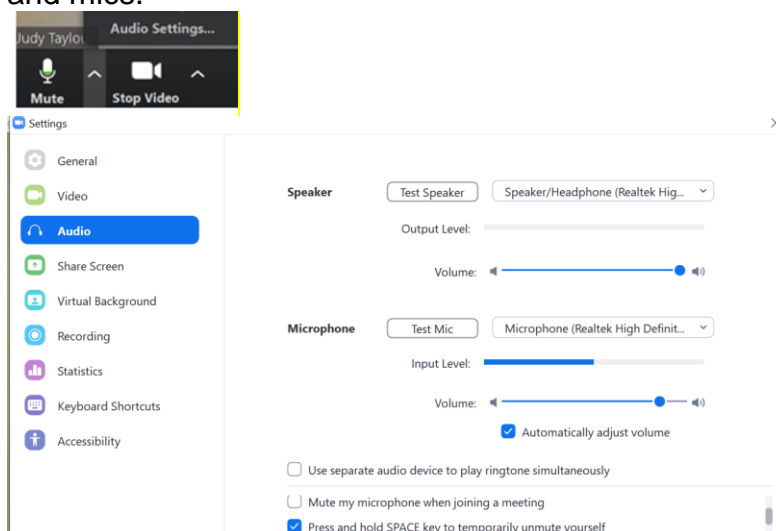 and mics.
Audio Settings...
Judy Taylo
Mute
Stop Video
Settings
General
Video
Audio
Share Screen
Virtual Background
Recording
Statistics
Keyboard Shortcuts
Accessibility
Speaker
Test Speaker
Speaker/Headphone (Realtek Hig...
Output Level:
Volume:
Microphone
Test Mic
Microphone (Realtek High Definit...
Input Level:
Volume:
Automatically adjust volume
Use separate audio device to play ringtone simultaneously
Mute my microphone when joining a meeting
Press and hold SPACE key to temporarily unmute yourself